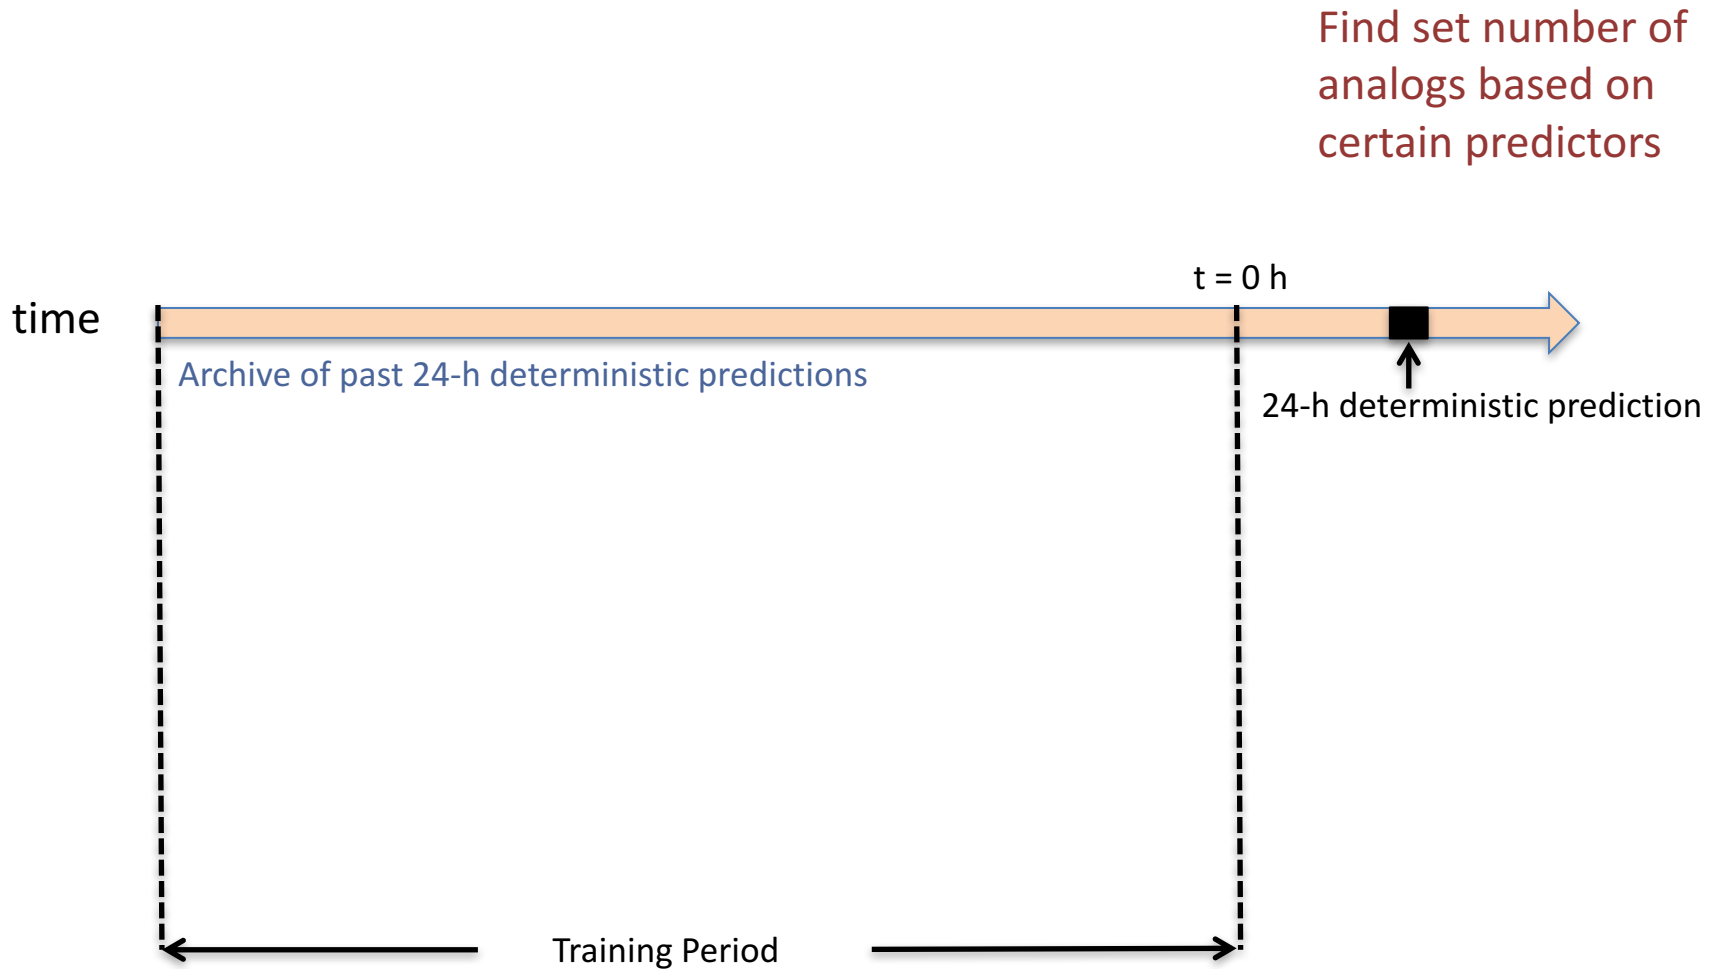 Find set number of
analogs based on
certain predictors
t = 0 h
time
Archive of past 24-h deterministic predictions
24-h deterministic prediction
Training Period